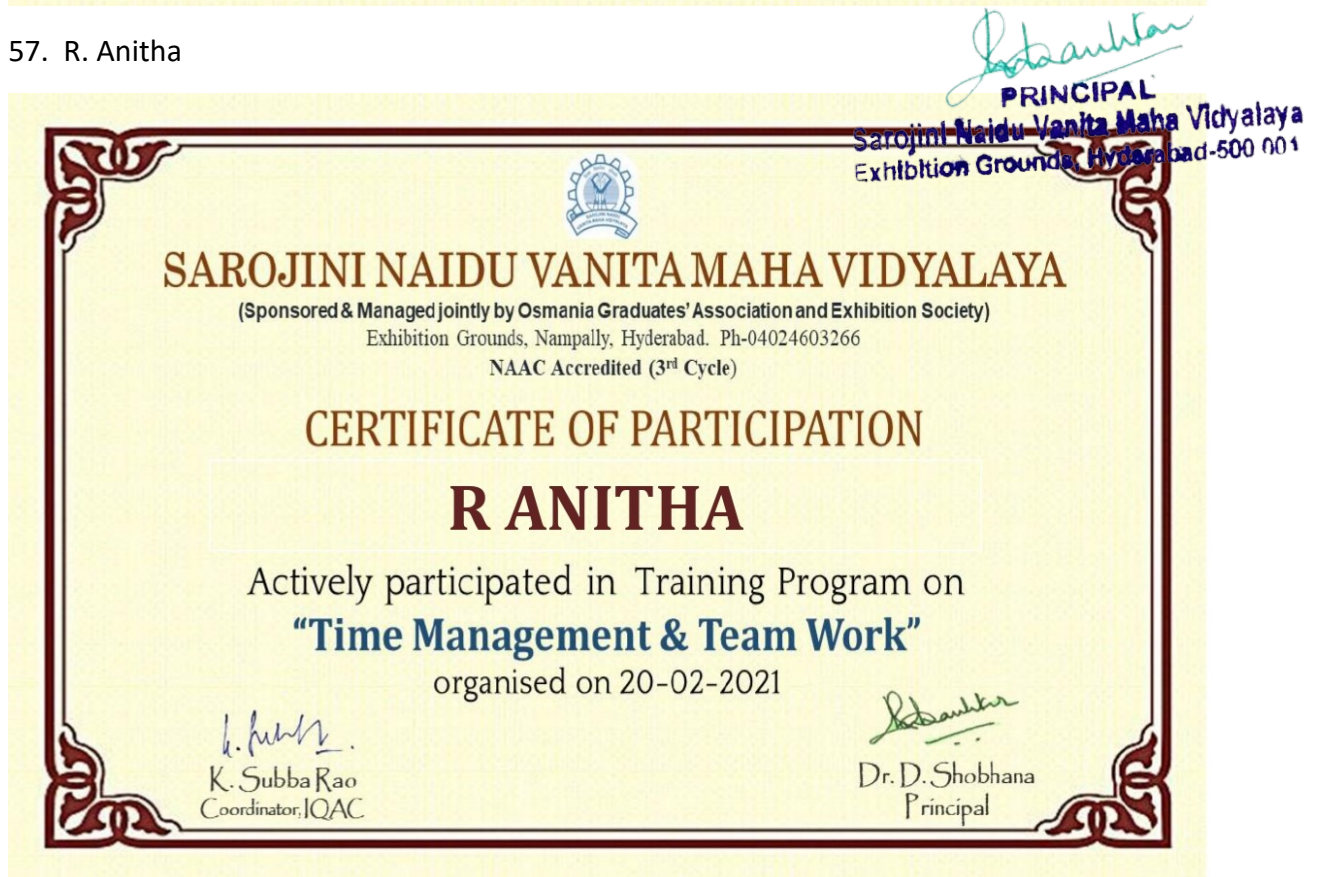 57. R. Anitha
PRINCIPAL
Sarojini Naidu Vanita Maha Vidyalaya
Exhibition Grounds, Hyderabad-500 001
SAROJINI NAIDU VANITA MAHA VIDYALAYA
(Sponsored & Managed jointly by Osmania Graduates' Association and Exhibition Society)
Exhibition Grounds, Nampally, Hyderabad. Ph-04024603266
NAAC Accredited (3rd Cycle)
CERTIFICATE OF PARTICIPATION
R ANITHA
Actively participated in Training Program on
“Time Management & Team Work”
organised on 20-02-2021
K. Subba Rao
Coordinator, IQAC
Dr. D. Shobhana
Principal